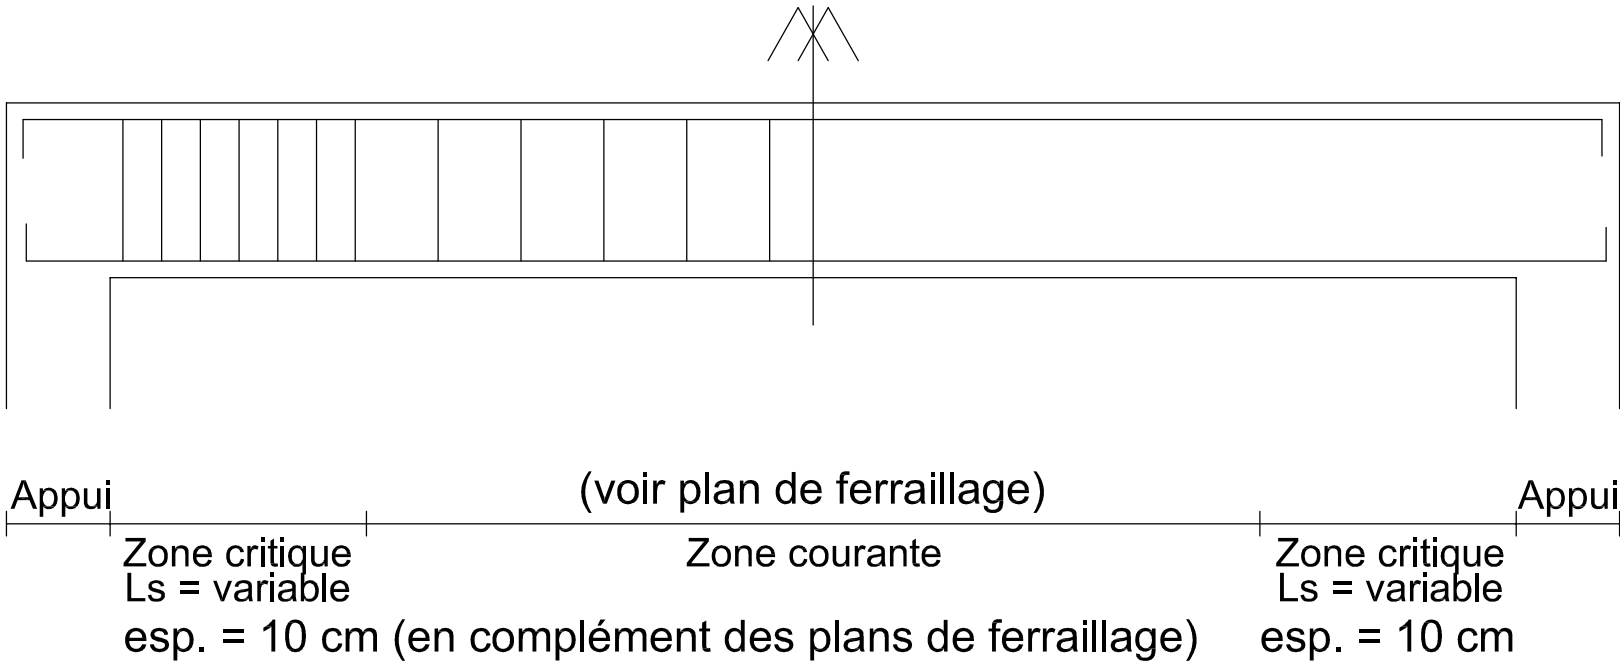 (voir plan de ferraillage)
Appui
Appui
Zone critique
Zone courante
Zone critique
Ls = variable
Ls = variable
esp. = 10 cm (en complément des plans de ferraillage)
esp. = 10 cm